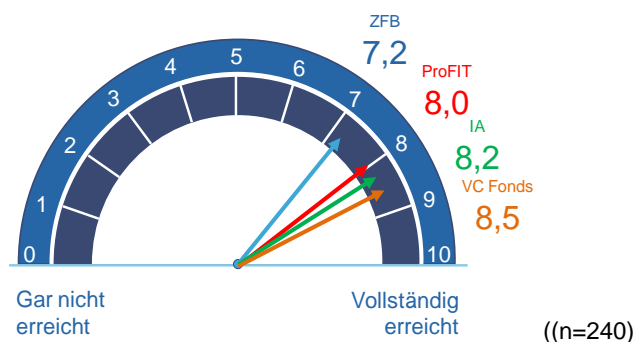 ZFB
7,2
ProFIT
8,0
IA
8,2
VC Fonds
8,5
0
1
2
3
4
5
6
7
8
9
10
Gar nicht
erreicht
Vollständig
erreicht
((n=240)